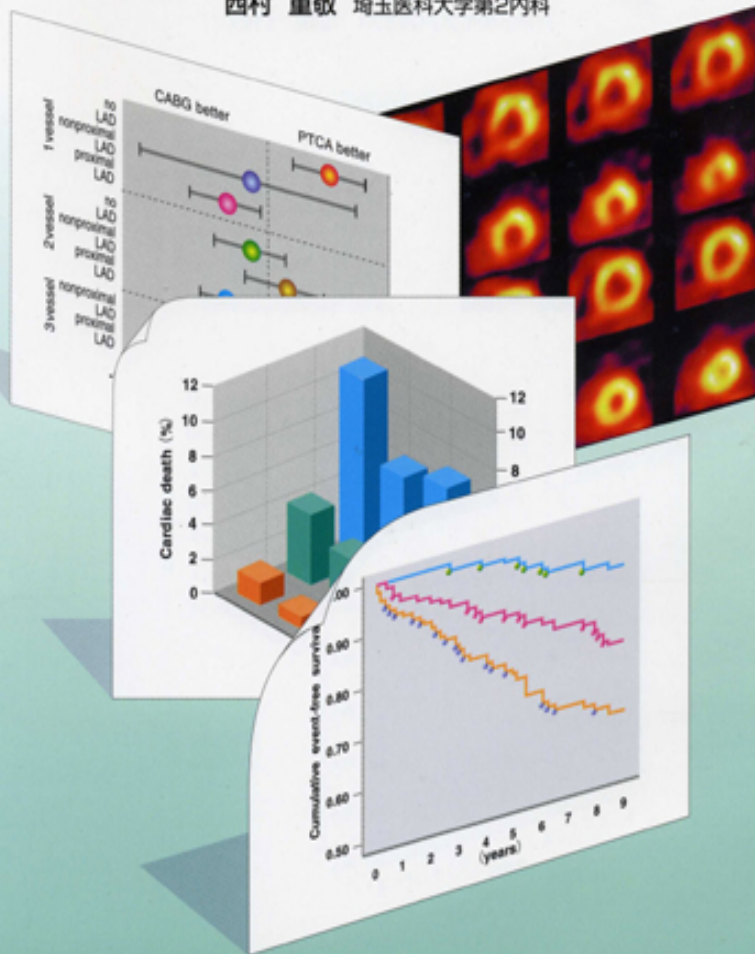 西村 重敬 埼玉医科大学第2内科
CABG better
PTCA better
1 vessel
no
LAD
nonproximal
LAD
proximal
LAD
2 vessel
no
LAD
nonproximal
LAD
proximal
LAD
3 vessel
nonproximal
LAD
proximal
LAD
Cardiac death (%)
12
10
8
6
4
2
0
12
10
8
Cumulative event-free surviva
.00
0.90
0.80
0.70
0.60
0.50
0 1 2 3 4 5 6 7 8 9
(years)